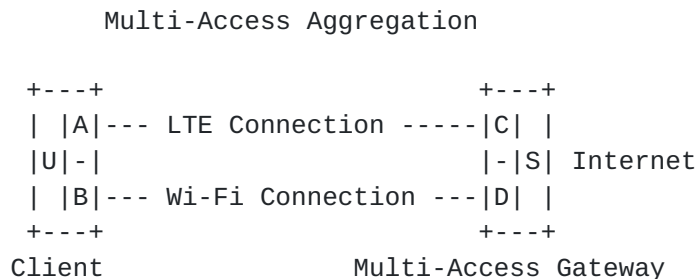 Multi-Access Aggregation
+---+                       +---+
| |A|--- LTE Connection -----|C| |
|U|-|                       |-|S| Internet
| |B|--- Wi-Fi Connection ---|D| |
+---+                       +---+
Client                Multi-Access Gateway